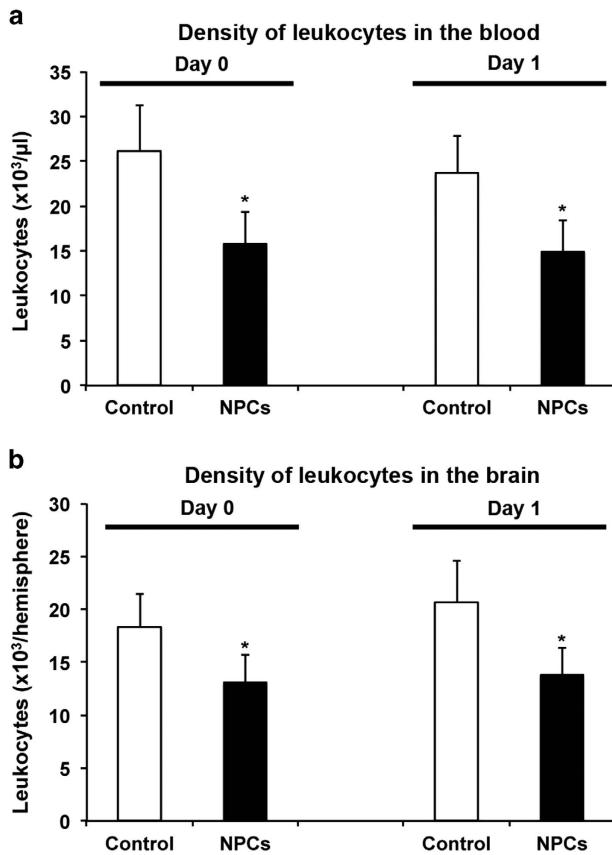 a
Density of leukocytes in the blood
Day 0 Day 1
Leukocytes (x10³/µl)
35
30
25
20
15
10
5
0
* *
Control NPCs Control NPCs
b
Density of leukocytes in the brain
Day 0 Day 1
Leukocytes (x10³/hemisphere)
30
25
20
15
10
5
0
* *
Control NPCs Control NPCs